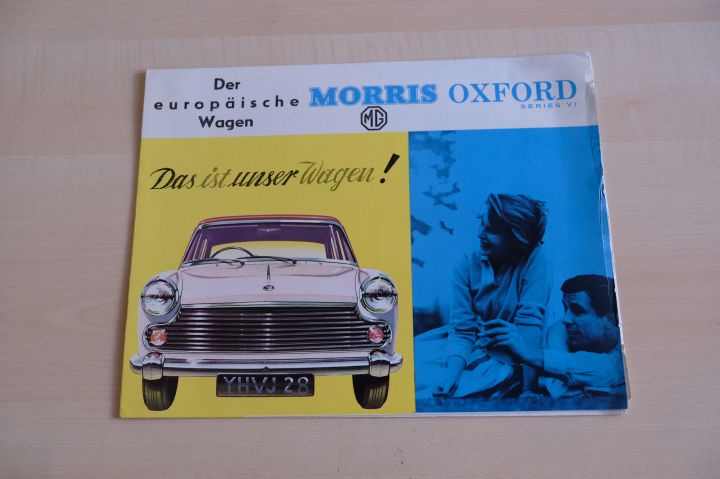 Der
europäische
Wagen
MORRIS OXFORD
SERIES VI
MG
Das ist unser Wagen!
YHVJ 28